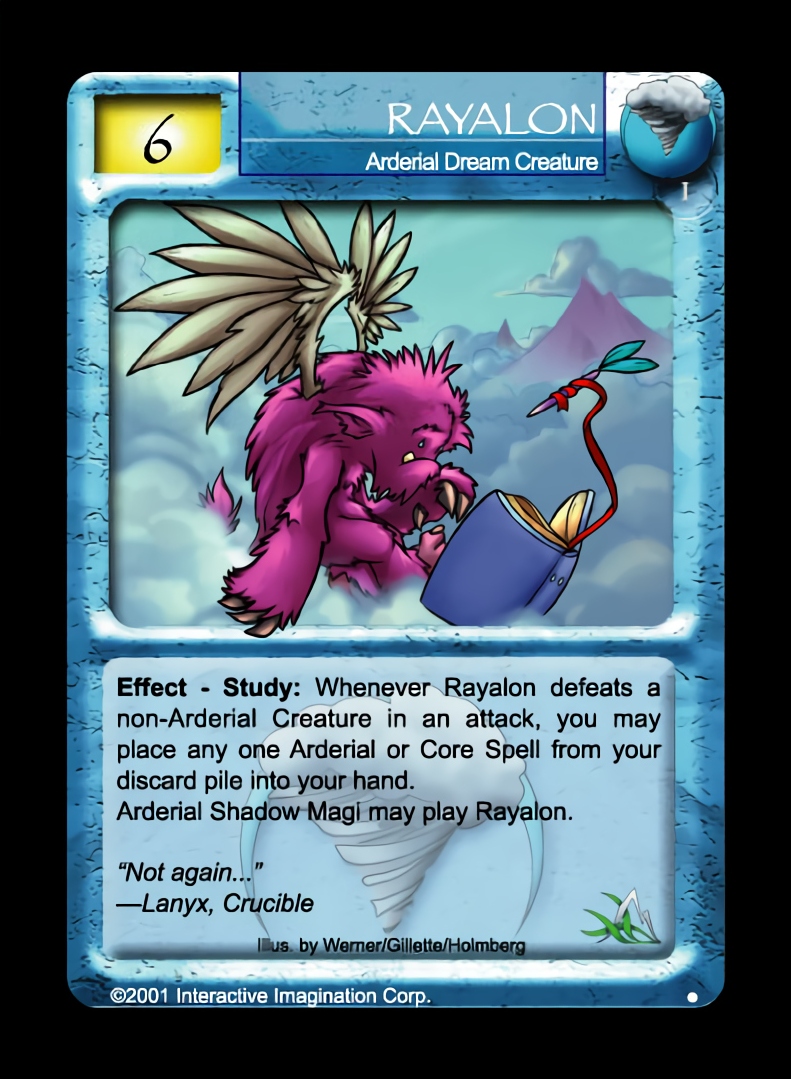 6
RAYALON
Arderial Dream Creature
I
Effect - Study: Whenever Rayalon defeats a
non-Arderial Creature in an attack, you may
place any one Arderial or Core Spell from your
discard pile into your hand.
Arderial Shadow Magi may play Rayalon.
“Not again...”
—Lanyx, Crucible
Illus. by Werner/Gillette/Holmberg
©2001 Interactive Imagination Corp.